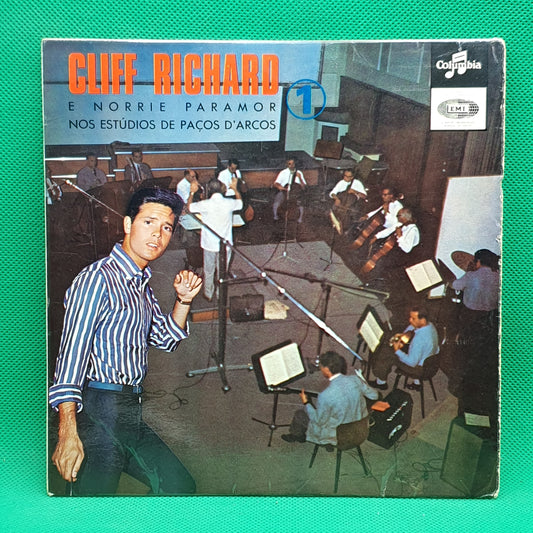 CLIFF RICHARD
E NORRIE PARAMOR
NOS ESTÚDIOS DE PAÇOS D'ARCOS
1
Columbia
EMI